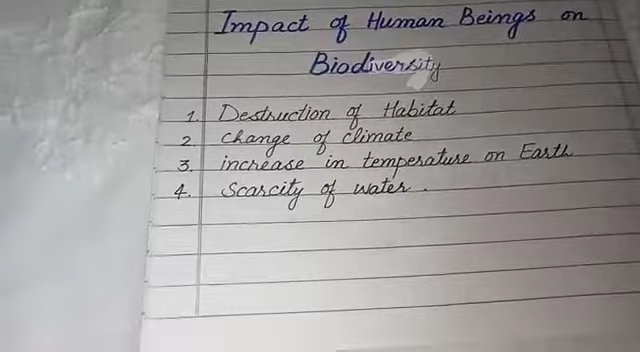 Impact of Human Beings on
Biodiversity
1. Destruction of Habitat
2. change of climate
3. increase in temperature on Earth
4. Scarcity of water.